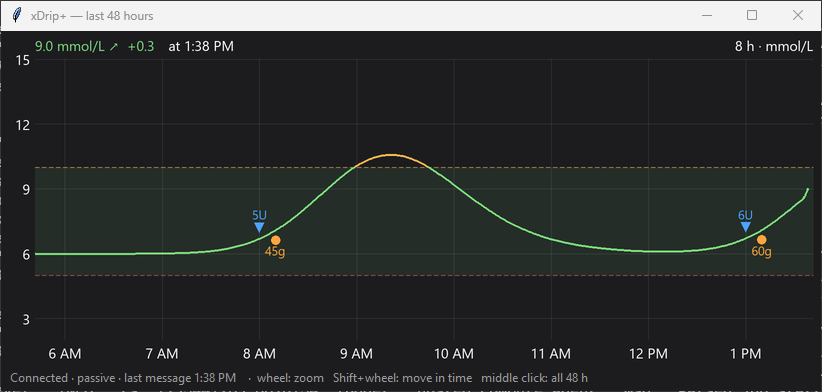 xDrip+ — last 48 hours
9.0 mmol/L ↗ +0.3 at 1:38 PM 8 h · mmol/L
15
12
9
6
3
5U
45g
6U
60g
6 AM 7 AM 8 AM 9 AM 10 AM 11 AM 12 PM 1 PM
Connected · passive · last message 1:38 PM · wheel: zoom Shift+wheel: move in time middle click: all 48 h